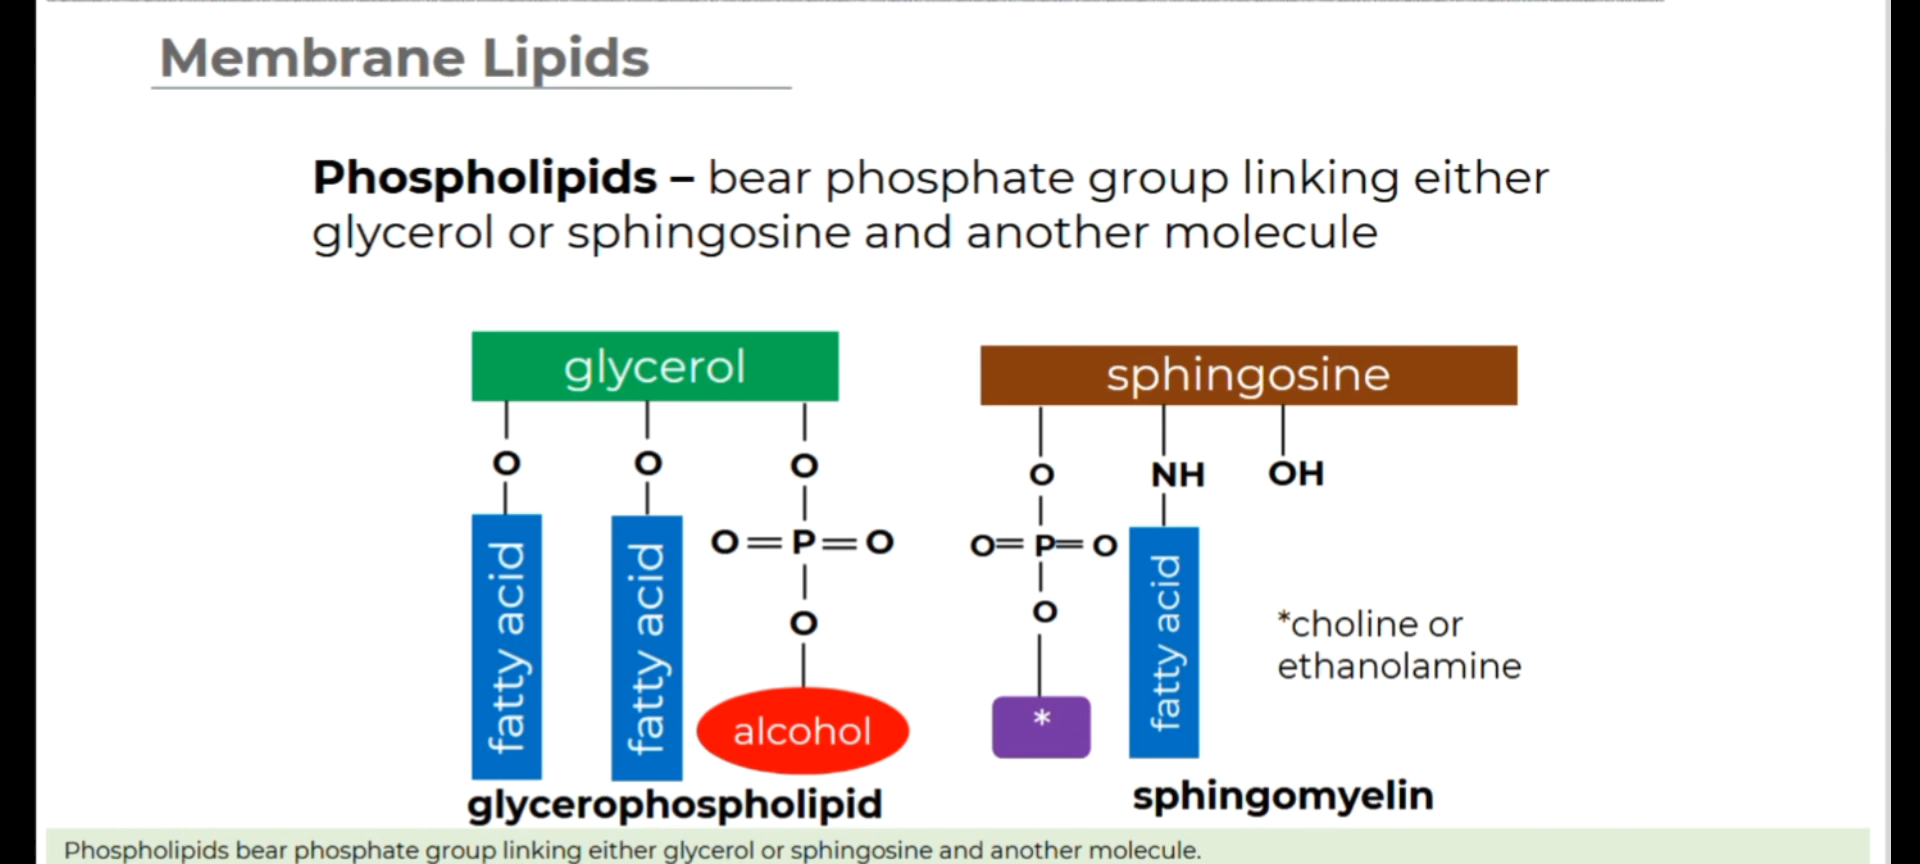 Membrane Lipids
Phospholipids – bear phosphate group linking either
glycerol or sphingosine and another molecule
glycerol
O
O
O
O=P=O
O
fatty acid
fatty acid
alcohol
glycerophospholipid
sphingosine
O
NH
OH
O=P=O
O
*
fatty acid
*choline or
ethanolamine
sphingomyelin
Phospholipids bear phosphate group linking either glycerol or sphingosine and another molecule.